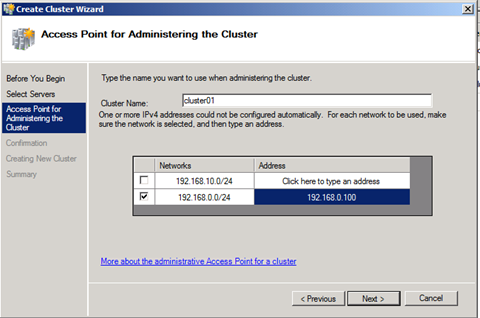 Create Cluster Wizard
Access Point for Administering the Cluster
Before You Begin
Select Servers
Access Point for
Administering the
Cluster
Confirmation
Creating New Cluster
Summary
Type the name you want to use when administering the cluster.
Cluster Name: cluster01
One or more IPv4 addresses could not be configured automatically. For each network to be used, make
sure the network is selected, and then type an address.
Networks Address
192.168.10.0/24 Click here to type an address
192.168.0.0/24 192.168.0.100
More about the administrative Access Point for a cluster
< Previous Next > Cancel